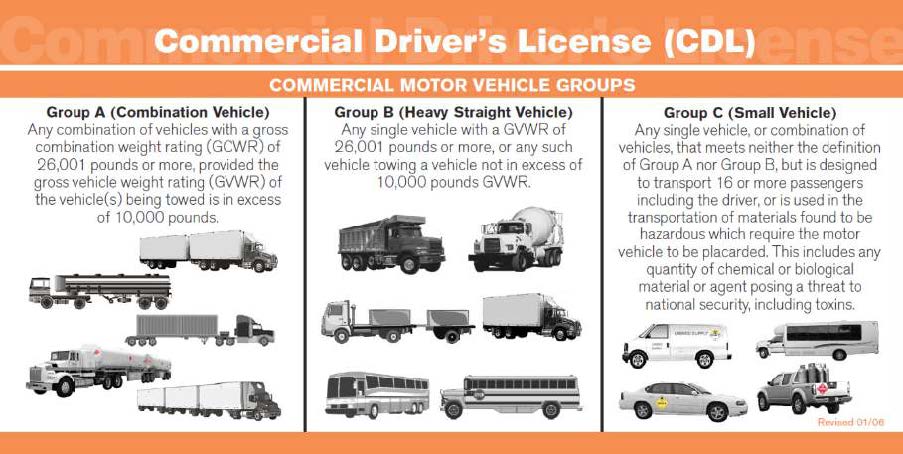 Commercial Driver's License
Commercial Driver's License (CDL)
COMMERCIAL MOTOR VEHICLE GROUPS
Group A (Combination Vehicle)
Any combination of vehicles with a gross
combination weight rating (GCWR) of
26,001 pounds or more, provided the
gross vehicle weight rating (GVWR) of
the vehicle(s) being towed is in excess
of 10,000 pounds.
Group B (Heavy Straight Vehicle)
Any single vehicle with a GVWR of
26,001 pounds or more, or any such
vehicle towing a vehicle not in excess of
10,000 pounds GVWR.
Group C (Small Vehicle)
Any single vehicle, or combination of
vehicles, that meets neither the definition
of Group A nor Group B, but is designed
to transport 16 or more passengers
including the driver, or is used in the
transportation of materials found to be
hazardous which require the motor
vehicle to be placarded. This includes any
quantity of chemical or biological
material or agent posing a threat to
national security, including toxins.
Revised 01/06